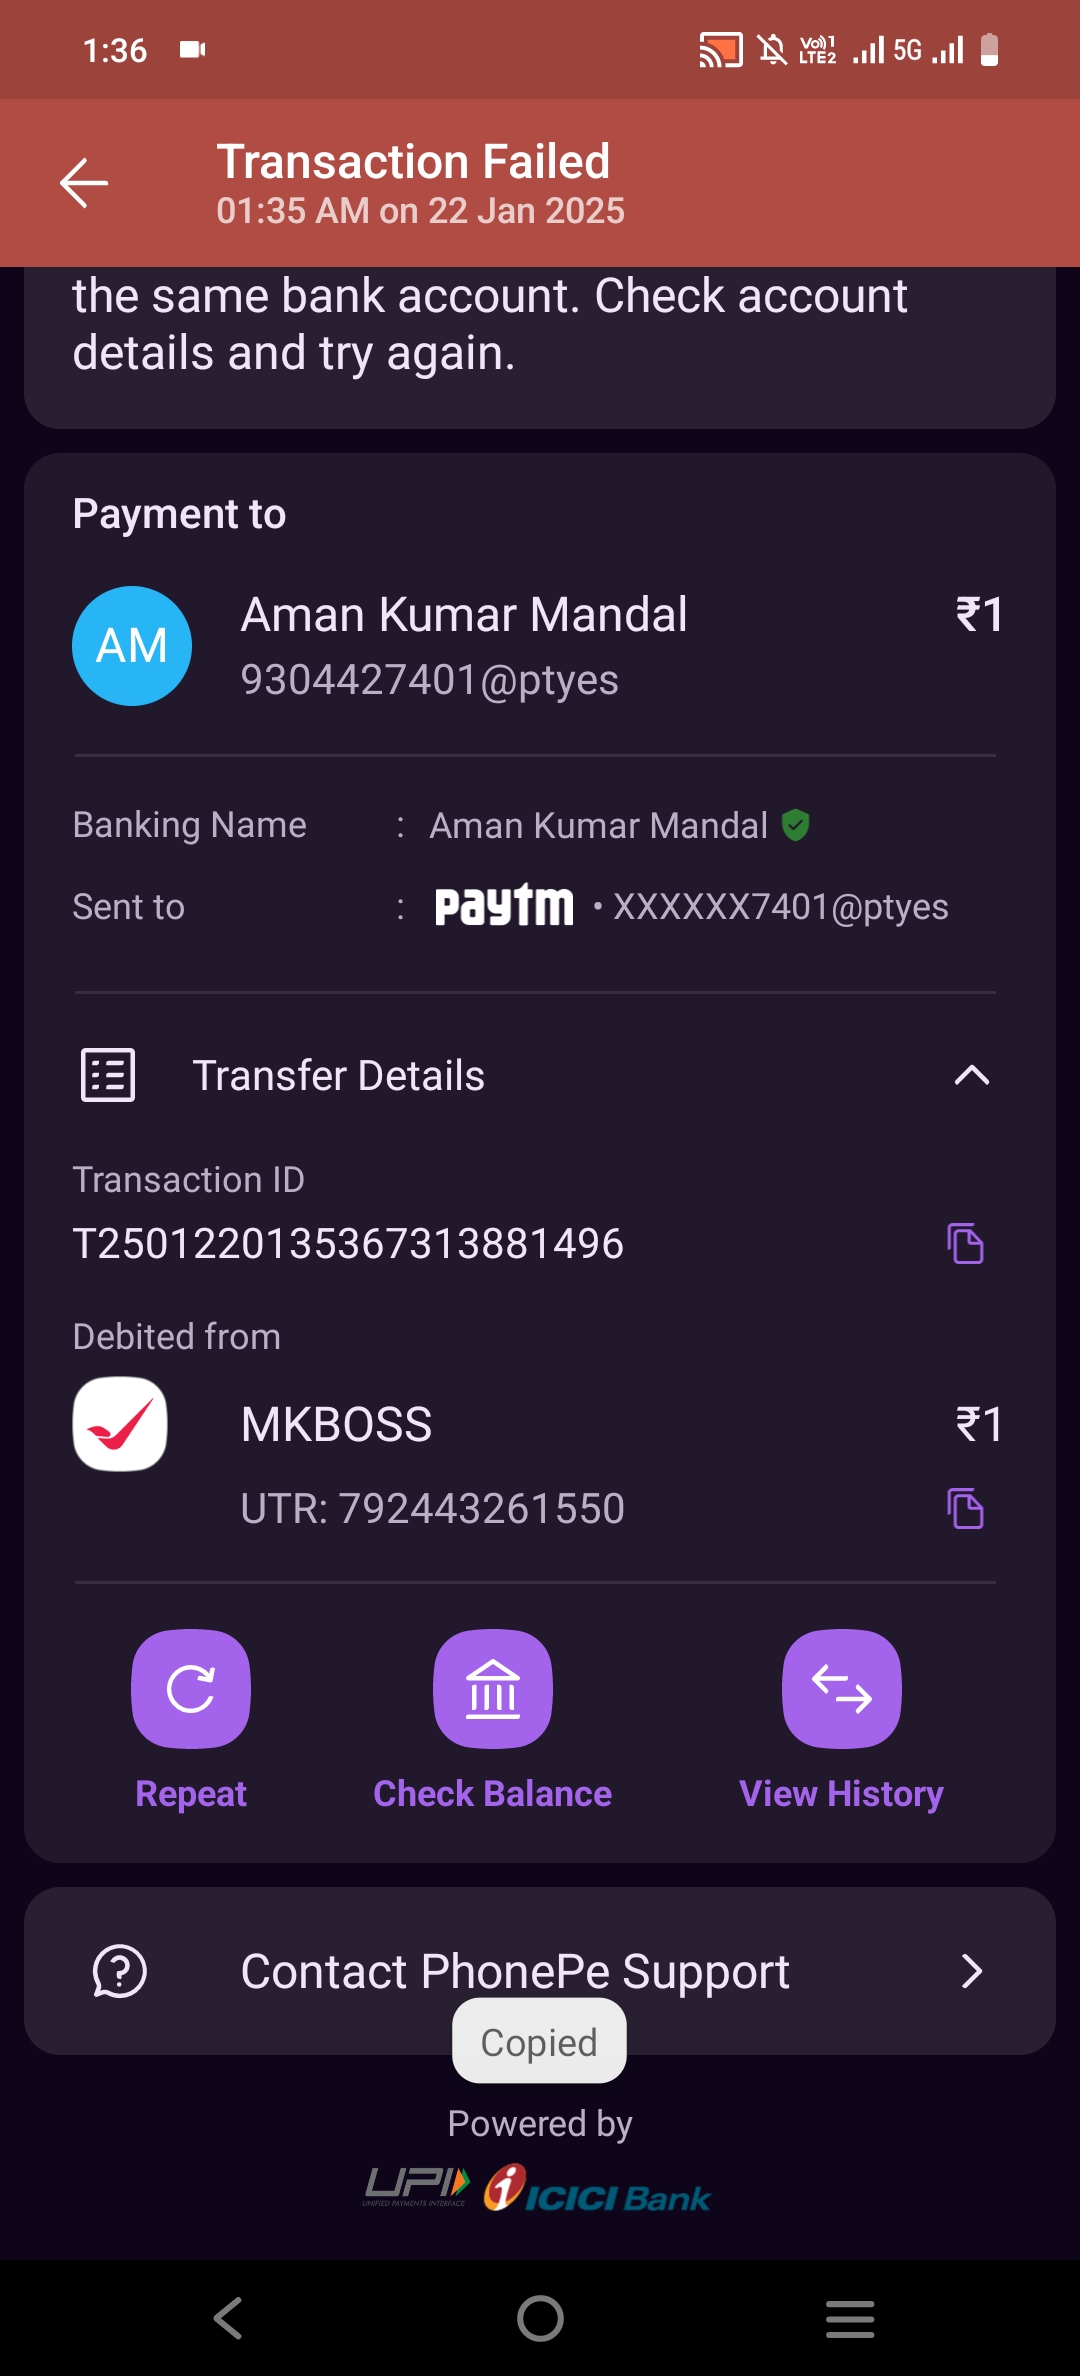 1:36
Vo)) 1
LTE2
5G
Transaction Failed
01:35 AM on 22 Jan 2025
the same bank account. Check account
details and try again.
Payment to
AM
Aman Kumar Mandal
₹1
9304427401@ptyes
Banking Name : Aman Kumar Mandal
Sent to : paytm • XXXXXX7401@ptyes
Transfer Details
Transaction ID
T2501220135367313881496
Debited from
MKBOSS
₹1
UTR: 792443261550
Repeat
Check Balance
View History
Contact PhonePe Support
Copied
Powered by
UPI
UNIFIED PAYMENTS INTERFACE
ICICI Bank